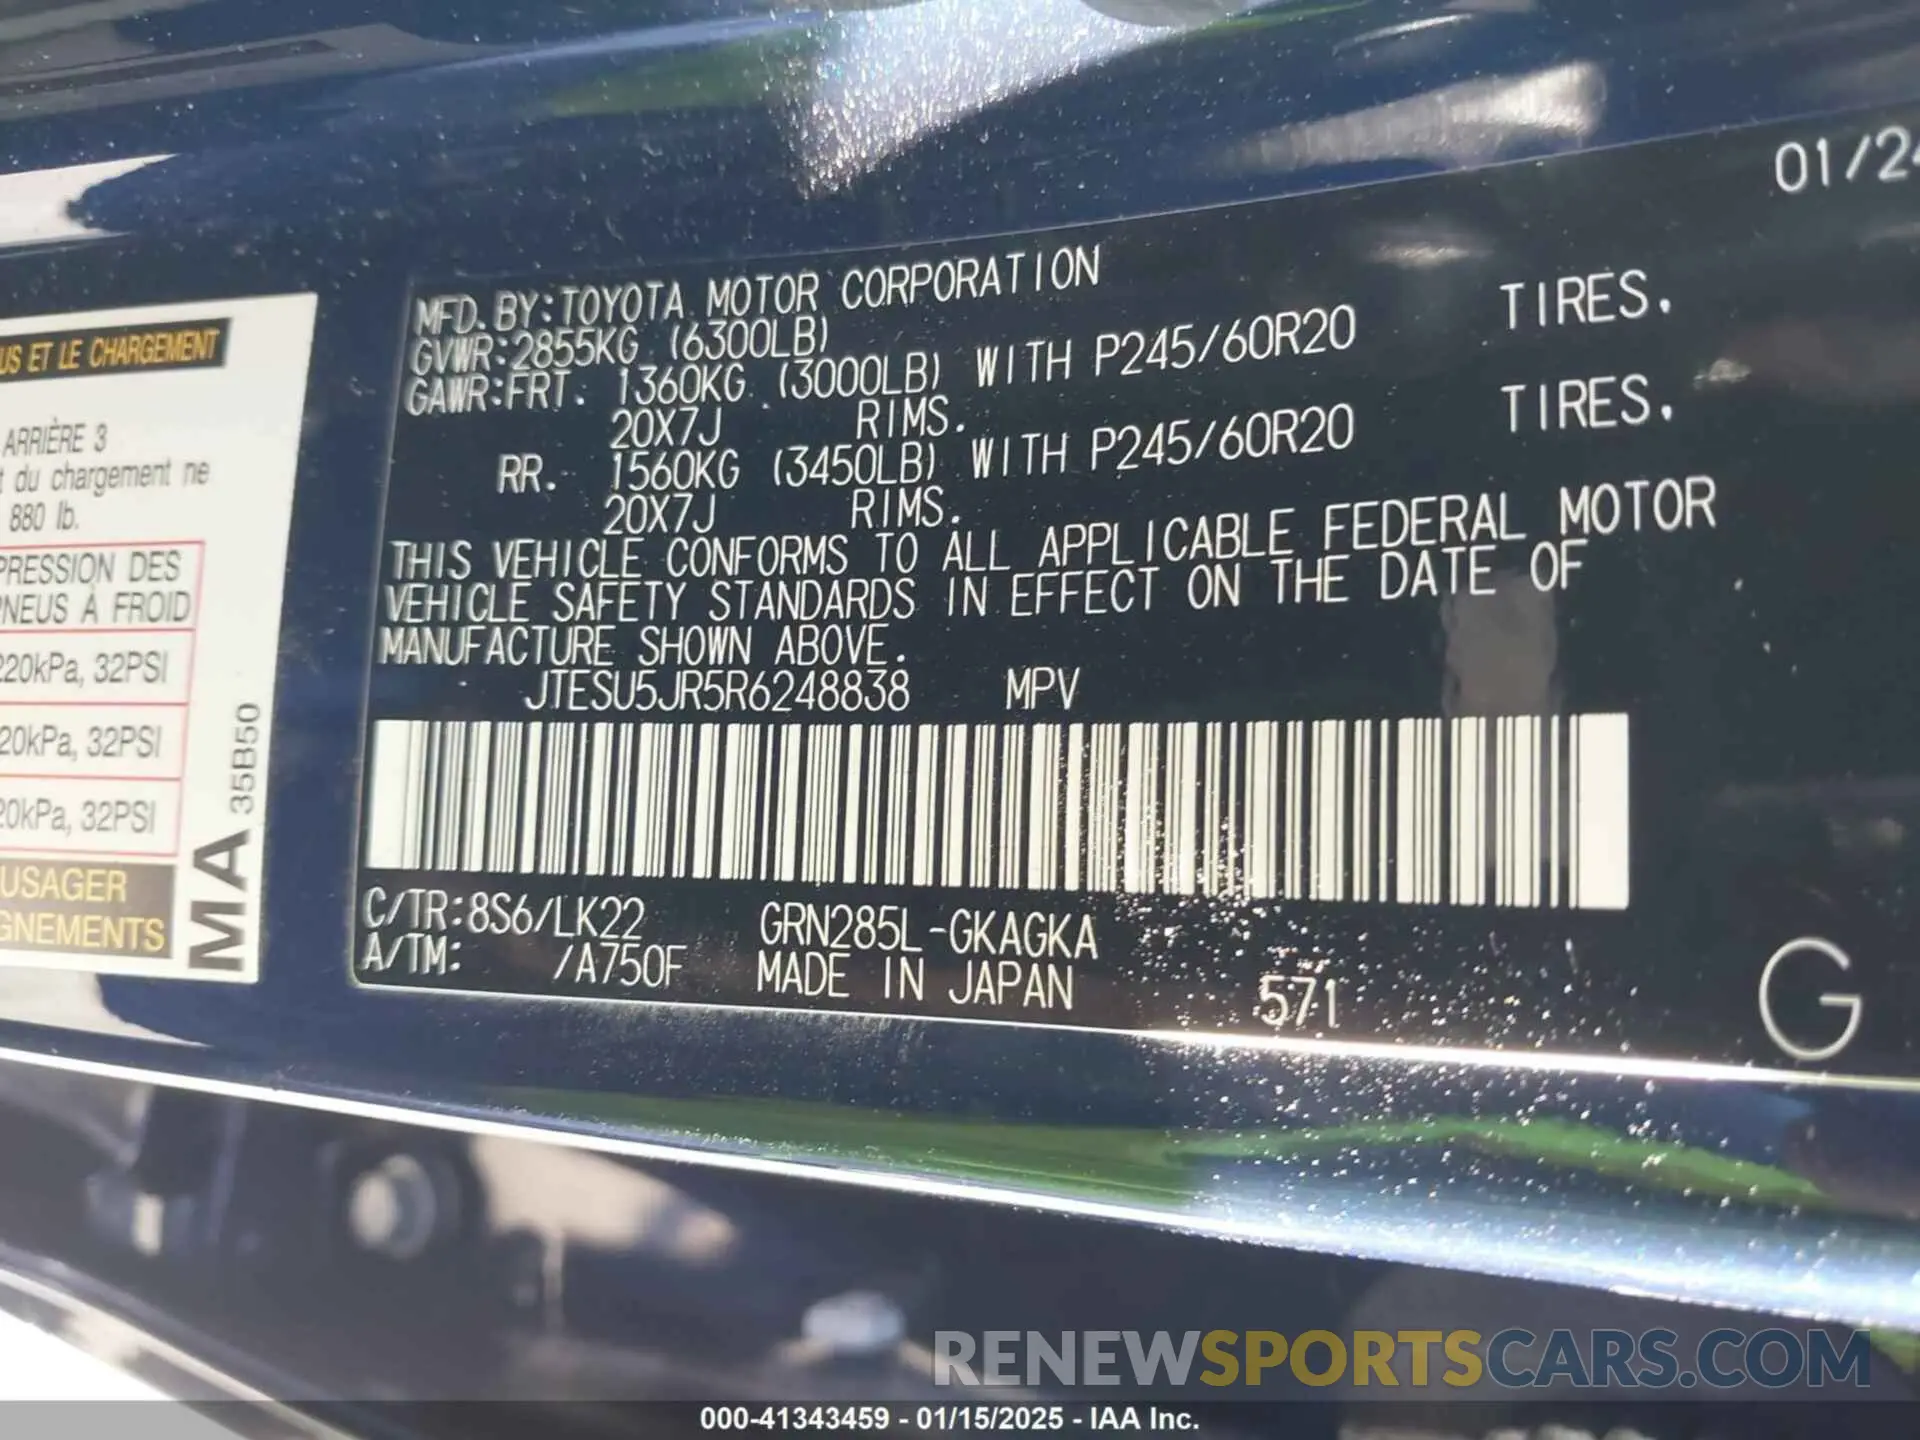 01/24
MFD. BY:TOYOTA MOTOR CORPORATION
GVWR:2855KG (6300LB)
GAWR:FRT. 1360KG (3000LB) WITH P245/60R20 TIRES.
20X7J RIMS.
RR. 1560KG (3450LB) WITH P245/60R20 TIRES.
20X7J RIMS.
THIS VEHICLE CONFORMS TO ALL APPLICABLE FEDERAL MOTOR
VEHICLE SAFETY STANDARDS IN EFFECT ON THE DATE OF
MANUFACTURE SHOWN ABOVE.
JTESU5JR5R6248838 MPV
C/TR:8S6/LK22 GRN285L-GKAGKA
A/TM: /A750F MADE IN JAPAN 571
G
US ET LE CHARGEMENT
ARRIÈRE 3
du chargement ne
880 lb.
PRESSION DES
PNEUS À FROID
220kPa, 32PSI
20kPa, 32PSI
20kPa, 32PSI
USAGER
GNEMENTS
MA 35B50
RENEWSPORTSCARS.COM
000-41343459 - 01/15/2025 - IAA Inc.